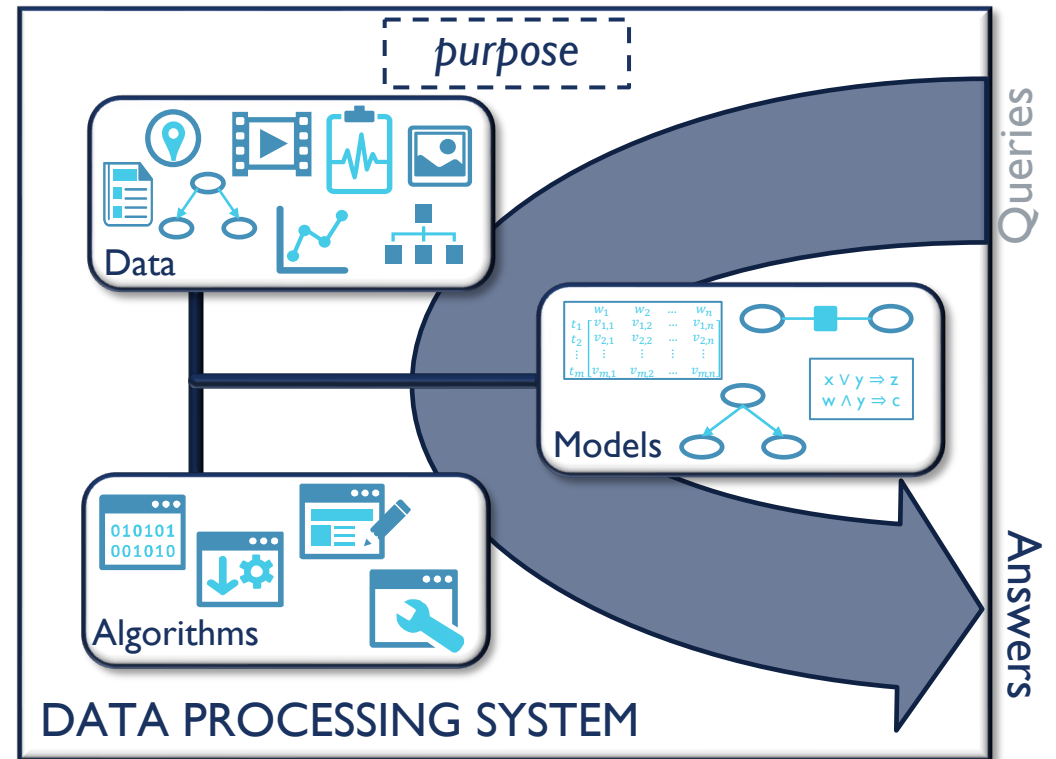 purpose
Queries
Data
w₁ w₂ ... wₙ
t₁ v₁,₁ v₁,₂ ... v₁,ₙ
t₂ v₂,₁ v₂,₂ ... v₂,ₙ
⋮ ⋮ ⋮ ⋮ ⋮
tₘ vₘ,₁ vₘ,₂ ... vₘ,ₙ
x ∨ y ⇒ z
w ∧ y ⇒ c
Models
010101
001010
Algorithms
Answers
DATA PROCESSING SYSTEM